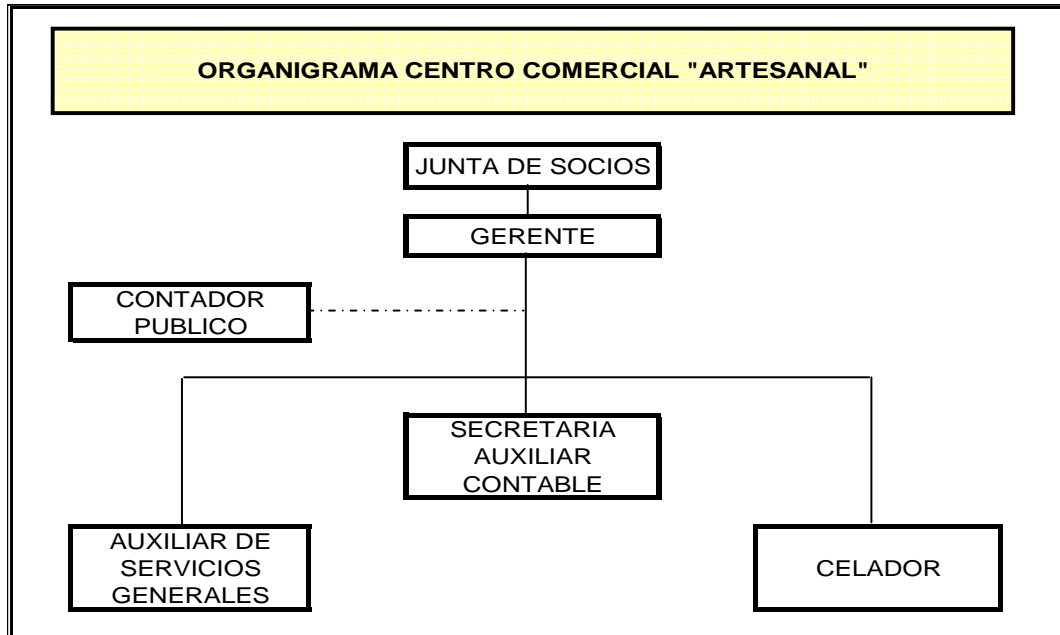 ORGANIGRAMA CENTRO COMERCIAL "ARTESANAL"
JUNTA DE SOCIOS
GERENTE
CONTADOR
PUBLICO
SECRETARIA
AUXILIAR
CONTABLE
AUXILIAR DE
SERVICIOS
GENERALES
CELADOR